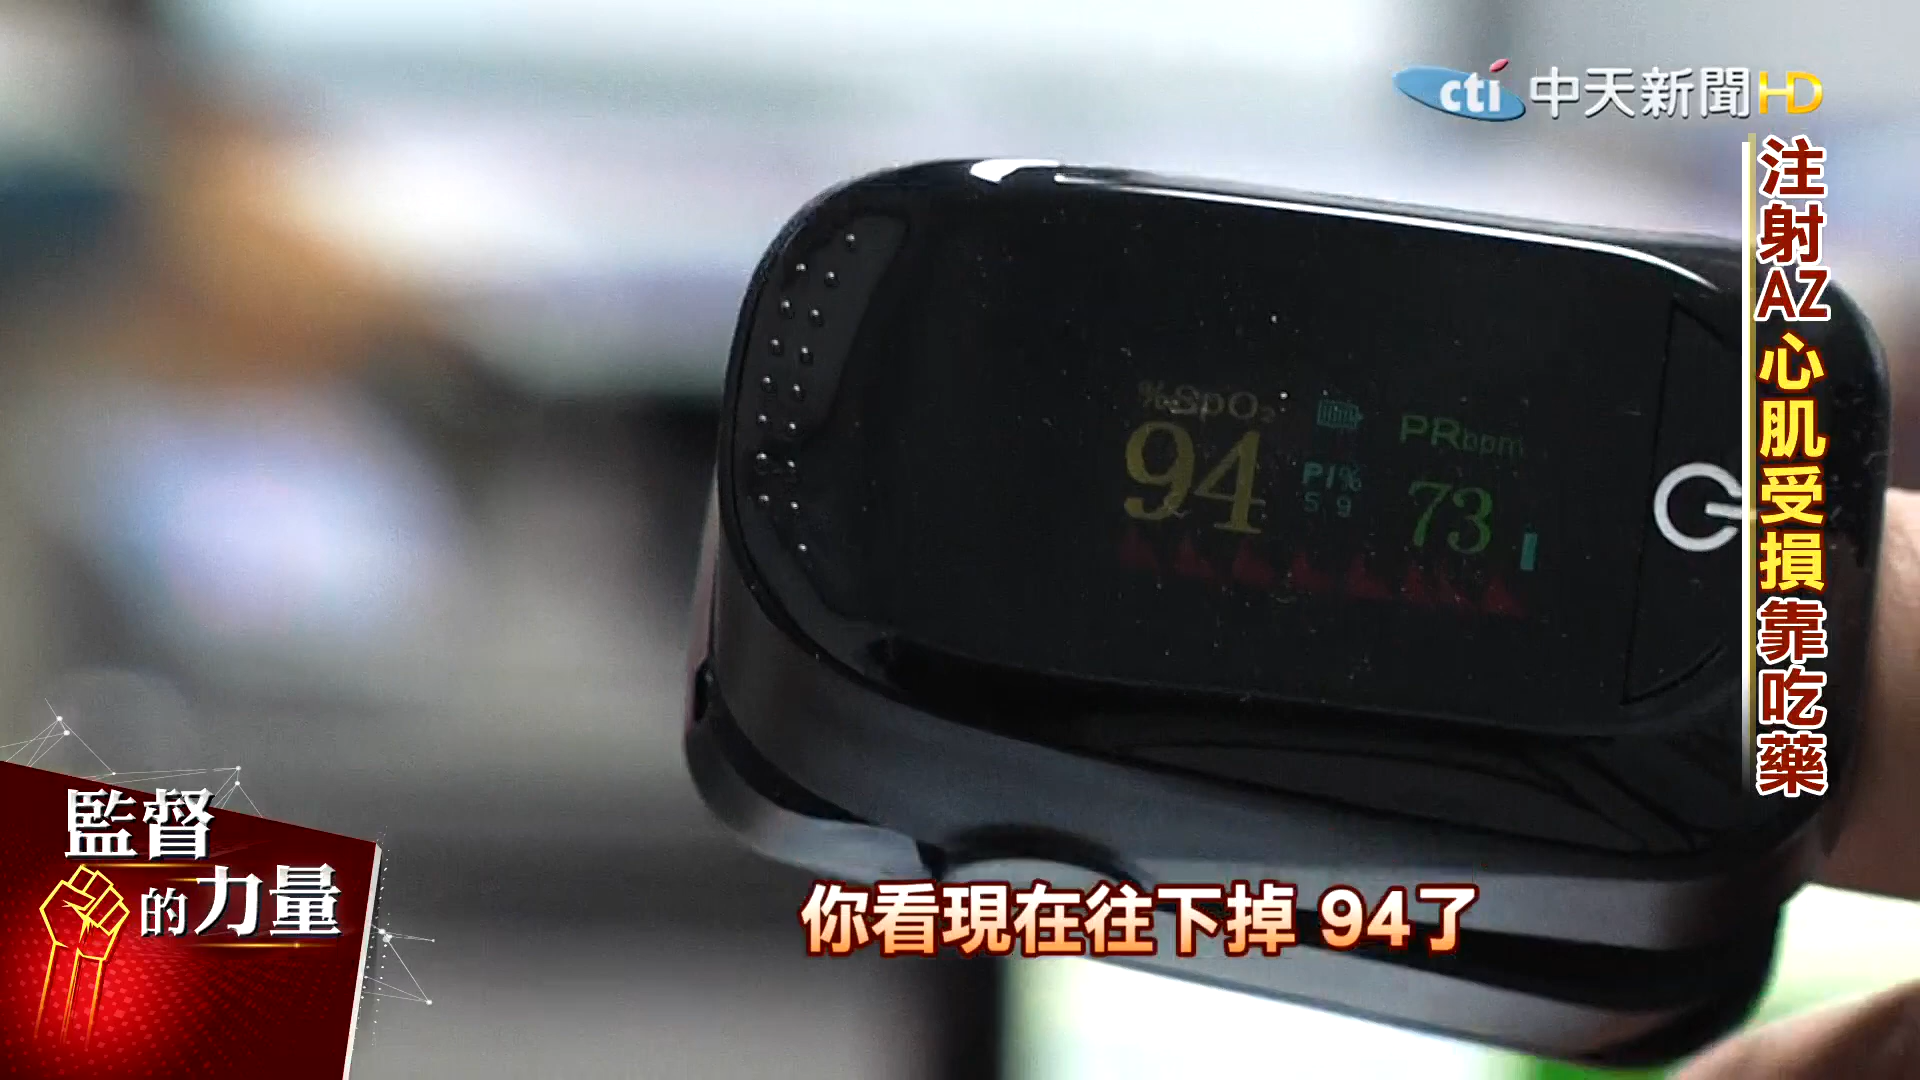 cti 中天新聞HD
注射AZ 心肌受損靠吃藥
%SpO₂
94
PI%
5.9
PRbpm
73
監督
的力量
你看現在往下掉 94了